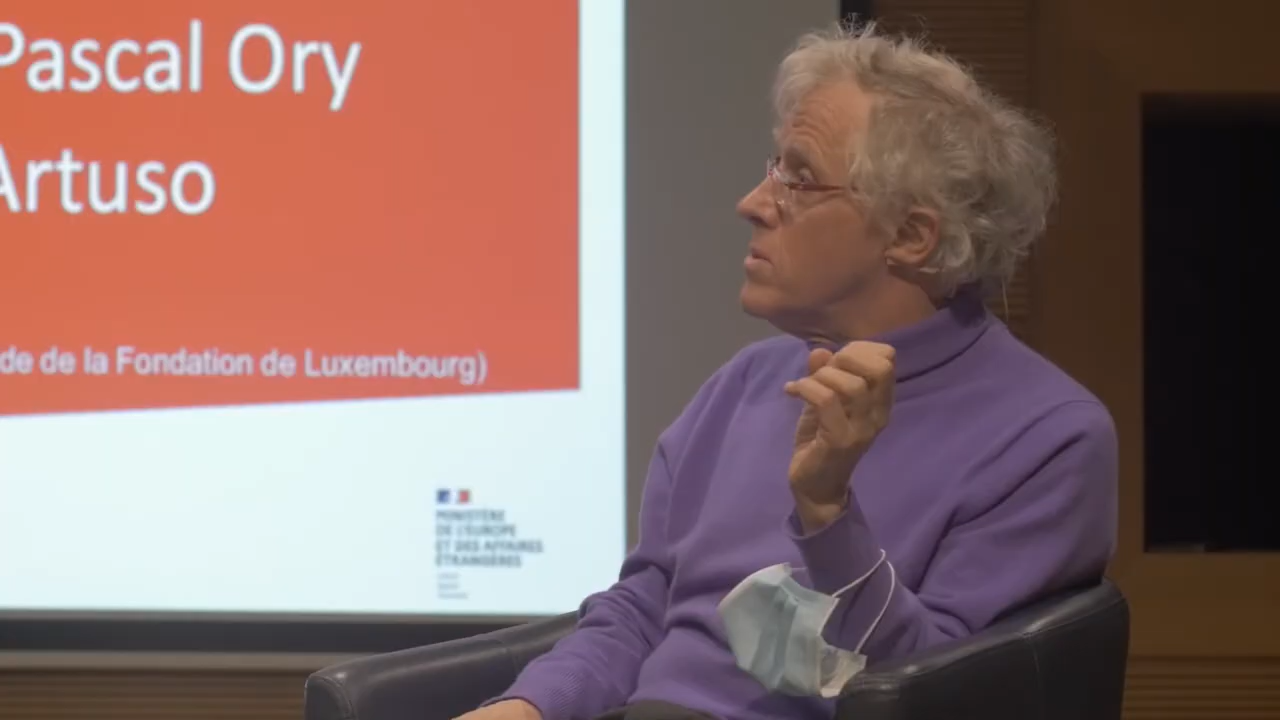 Pascal Ory
Artuso
de de la Fondation de Luxembourg)
MINISTÈRE
DE L'EUROPE
ET DES AFFAIRES
ÉTRANGÈRES